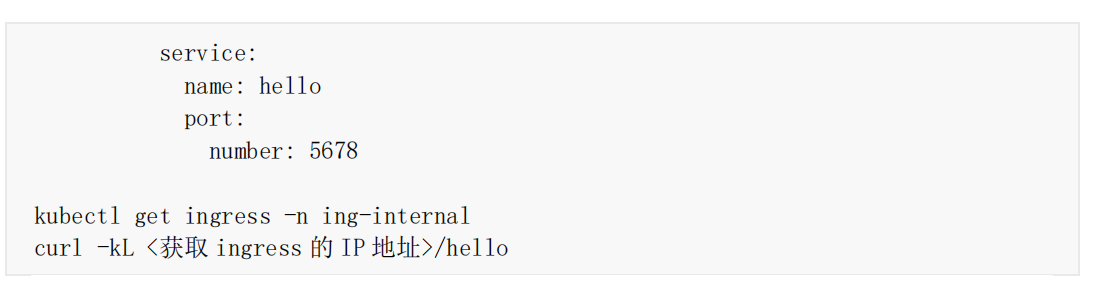 service:
name: hello
port:
number: 5678
kubectl get ingress -n ing-internal
curl -kL <获取 ingress 的 IP 地址>/hello